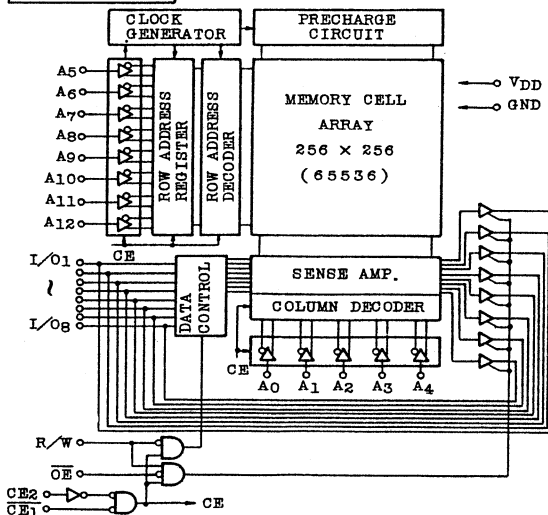 CLOCK
GENERATOR
PRECHARGE
CIRCUIT
A5
A6
A7
A8
A9
A10
A11
A12
ROW ADDRESS
REGISTER
ROW ADDRESS
DECODER
MEMORY CELL
ARRAY
256 × 256
(65536)
VDD
GND
CE
I/O1
~
I/O8
DATA
CONTROL
SENSE AMP.
COLUMN DECODER
CE
A0 A1 A2 A3 A4
R/W
OE
CE2
CE1
CE